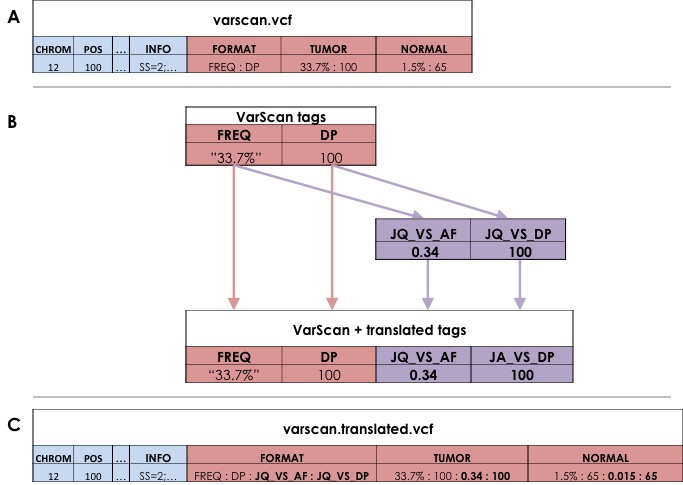 A
varscan.vcf
CHROM POS ... INFO FORMAT TUMOR NORMAL
12 100 ... SS=2;... FREQ : DP 33.7% : 100 1.5% : 65
B
VarScan tags
FREQ DP
"33.7%" 100
JQ_VS_AF JQ_VS_DP
0.34 100
VarScan + translated tags
FREQ DP JQ_VS_AF JA_VS_DP
"33.7%" 100 0.34 100
C
varscan.translated.vcf
CHROM POS ... INFO FORMAT TUMOR NORMAL
12 100 ... SS=2;... FREQ : DP : JQ_VS_AF : JQ_VS_DP 33.7% : 100 : 0.34 : 100 1.5% : 65 : 0.015 : 65